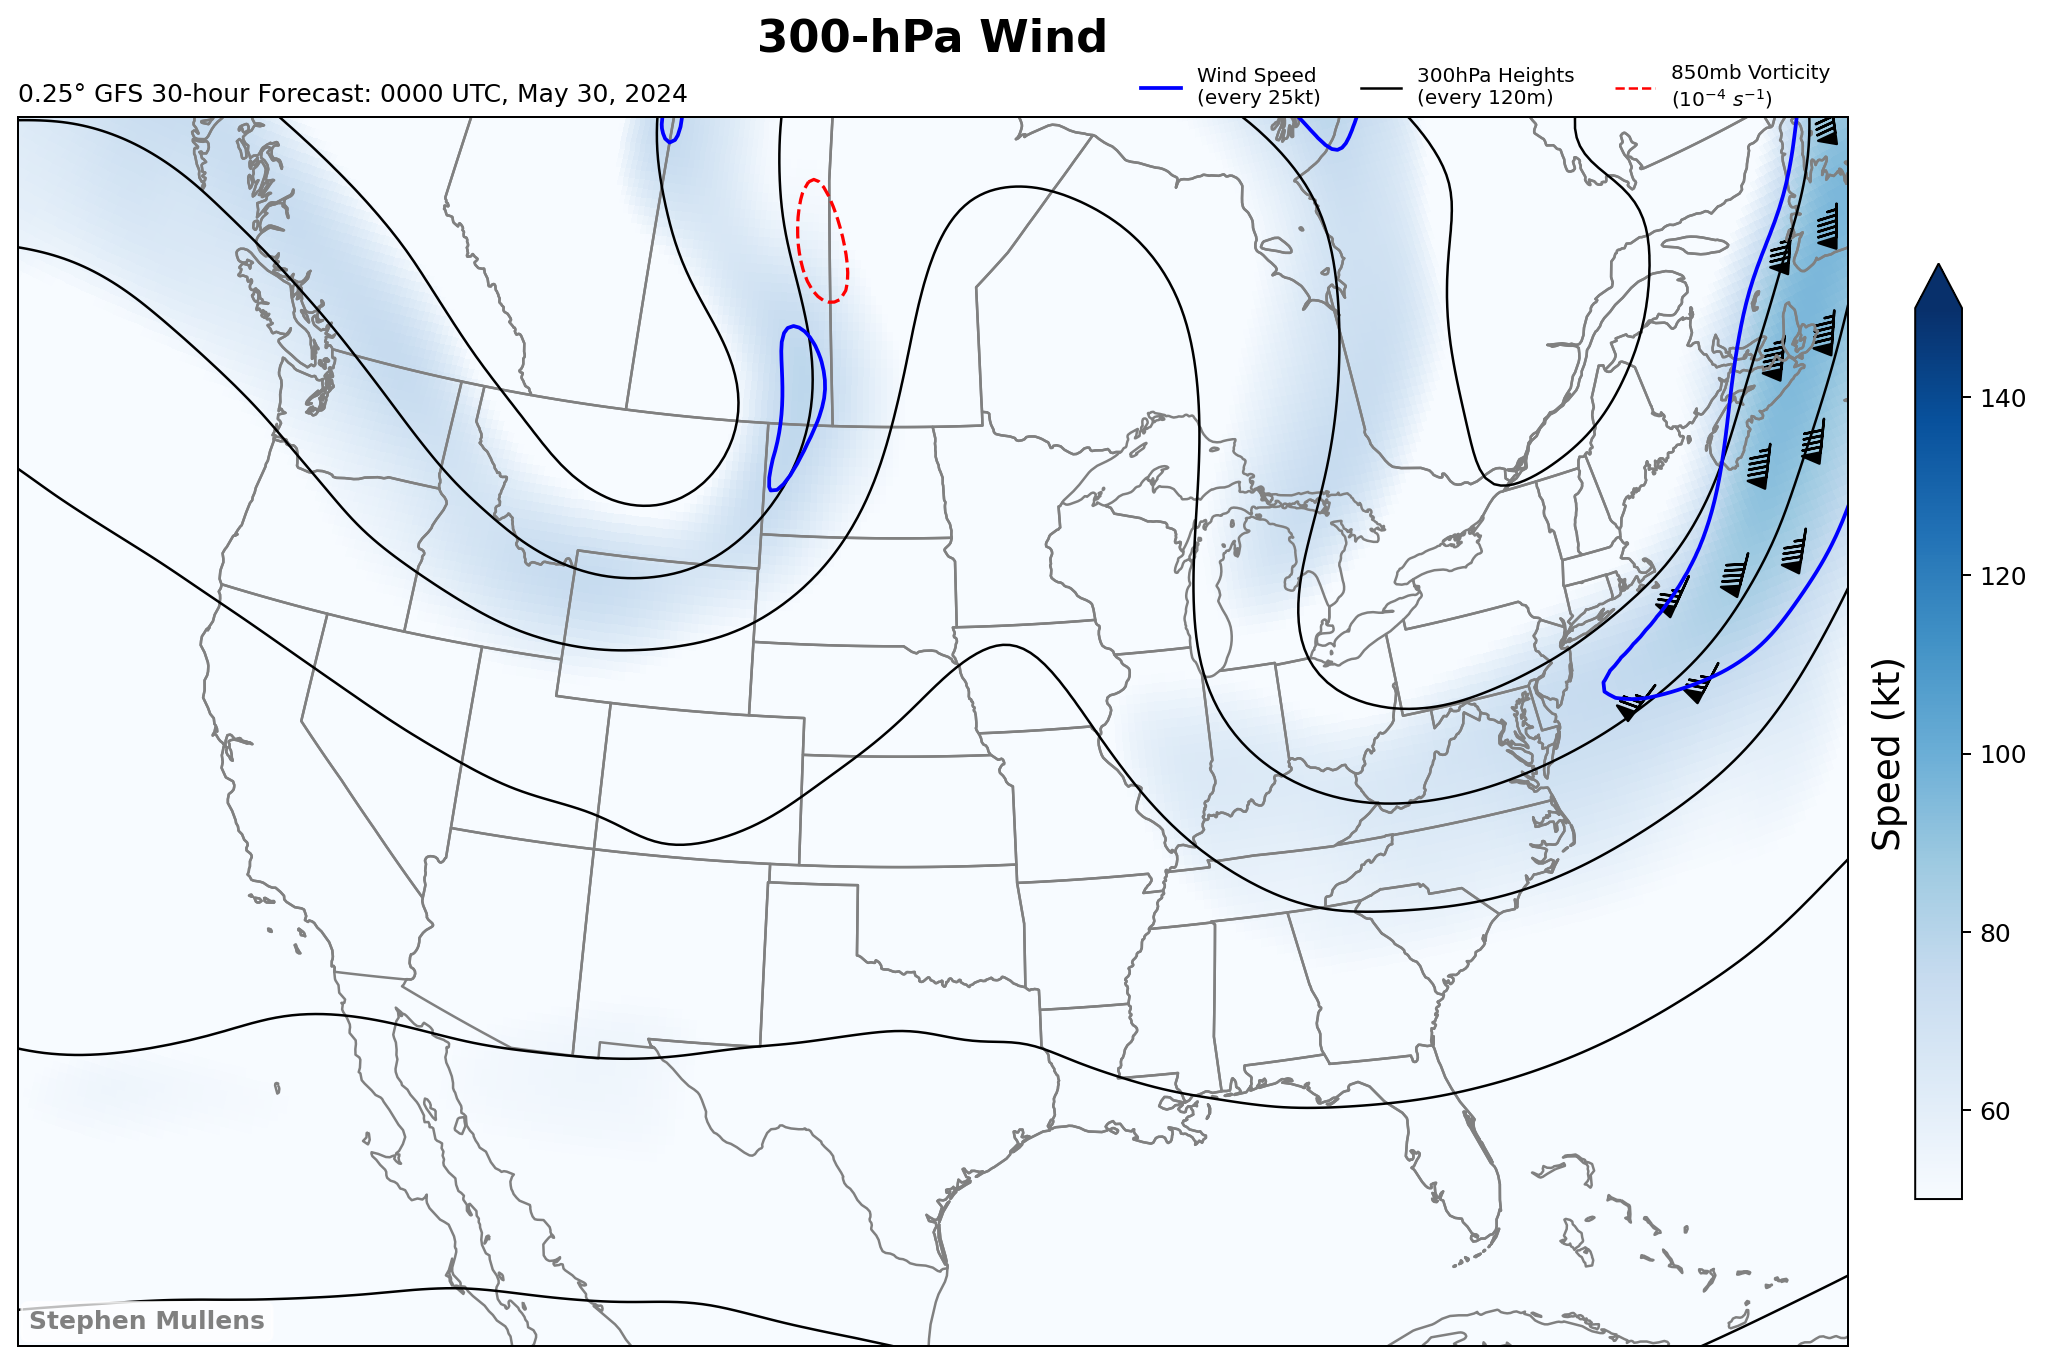 300-hPa Wind
0.25° GFS 30-hour Forecast: 0000 UTC, May 30, 2024
Wind Speed
(every 25kt)
300hPa Heights
(every 120m)
850mb Vorticity
(10⁻⁴ s⁻¹)
140
120
100
80
60
Speed (kt)
Stephen Mullens